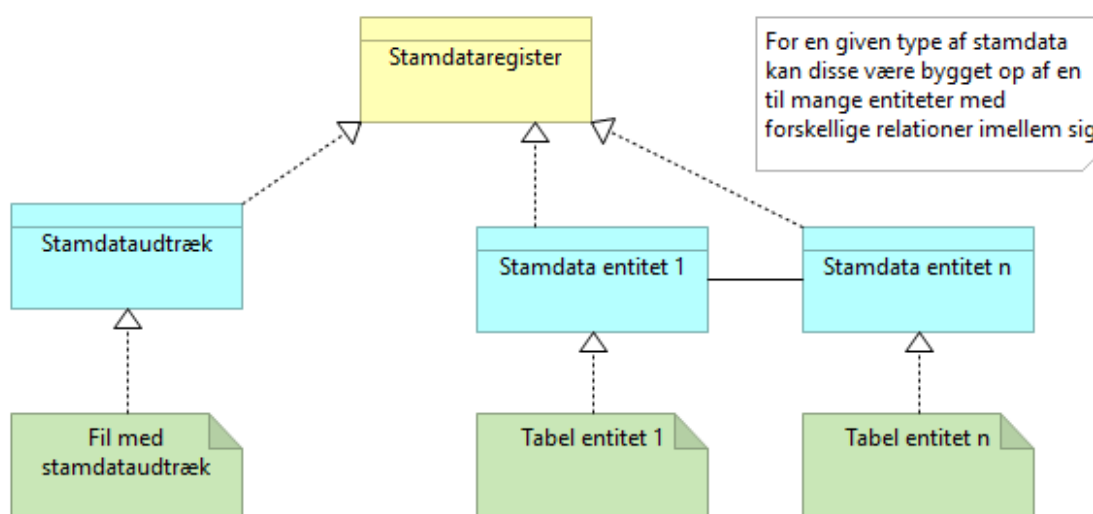 Stamdataregister
For en given type af stamdata
kan disse være bygget op af en
til mange entiteter med
forskellige relationer imellem sig
Stamdataudtræk
Stamdata entitet 1
Stamdata entitet n
Fil med
stamdataudtræk
Tabel entitet 1
Tabel entitet n